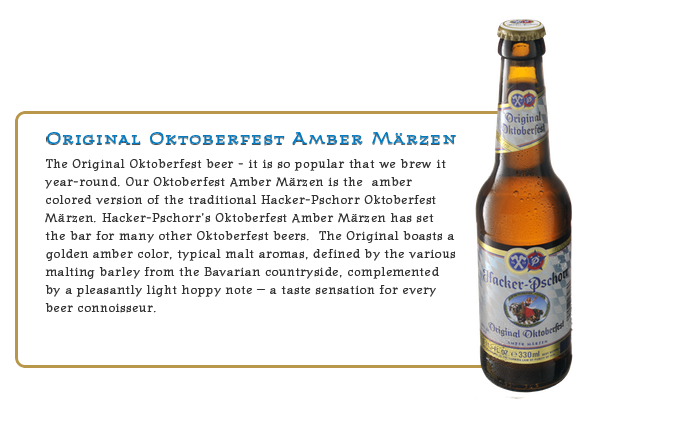 Original Oktoberfest Amber Märzen
The Original Oktoberfest beer - it is so popular that we brew it
year-round. Our Oktoberfest Amber Märzen is the  amber
colored version of the traditional Hacker-Pschorr Oktoberfest
Märzen. Hacker-Pschorr's Oktoberfest Amber Märzen has set
the bar for many other Oktoberfest beers.  The Original boasts a
golden amber color, typical malt aromas, defined by the various
malting barley from the Bavarian countryside, complemented
by a pleasantly light hoppy note – a taste sensation for every
beer connoisseur.
Original
Oktoberfest
Hacker-Pschorr
Original Oktoberfest
AMBER MÄRZEN
330ml